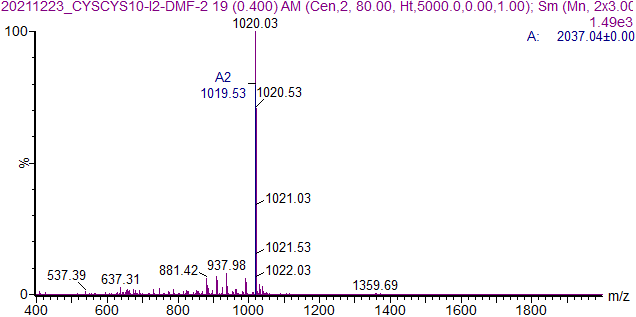 20211223_CYSCYS10-I2-DMF-2 19 (0.400) AM (Cen,2, 80.00, Ht,5000.0,0.00,1.00); Sm (Mn, 2x3.00
1.49e3
1020.03
A: 2037.04±0.00
100
A2
1019.53
1020.53
%
1021.03
1021.53
1022.03
537.39
637.31
881.42
937.98
1359.69
0
m/z
400 600 800 1000 1200 1400 1600 1800